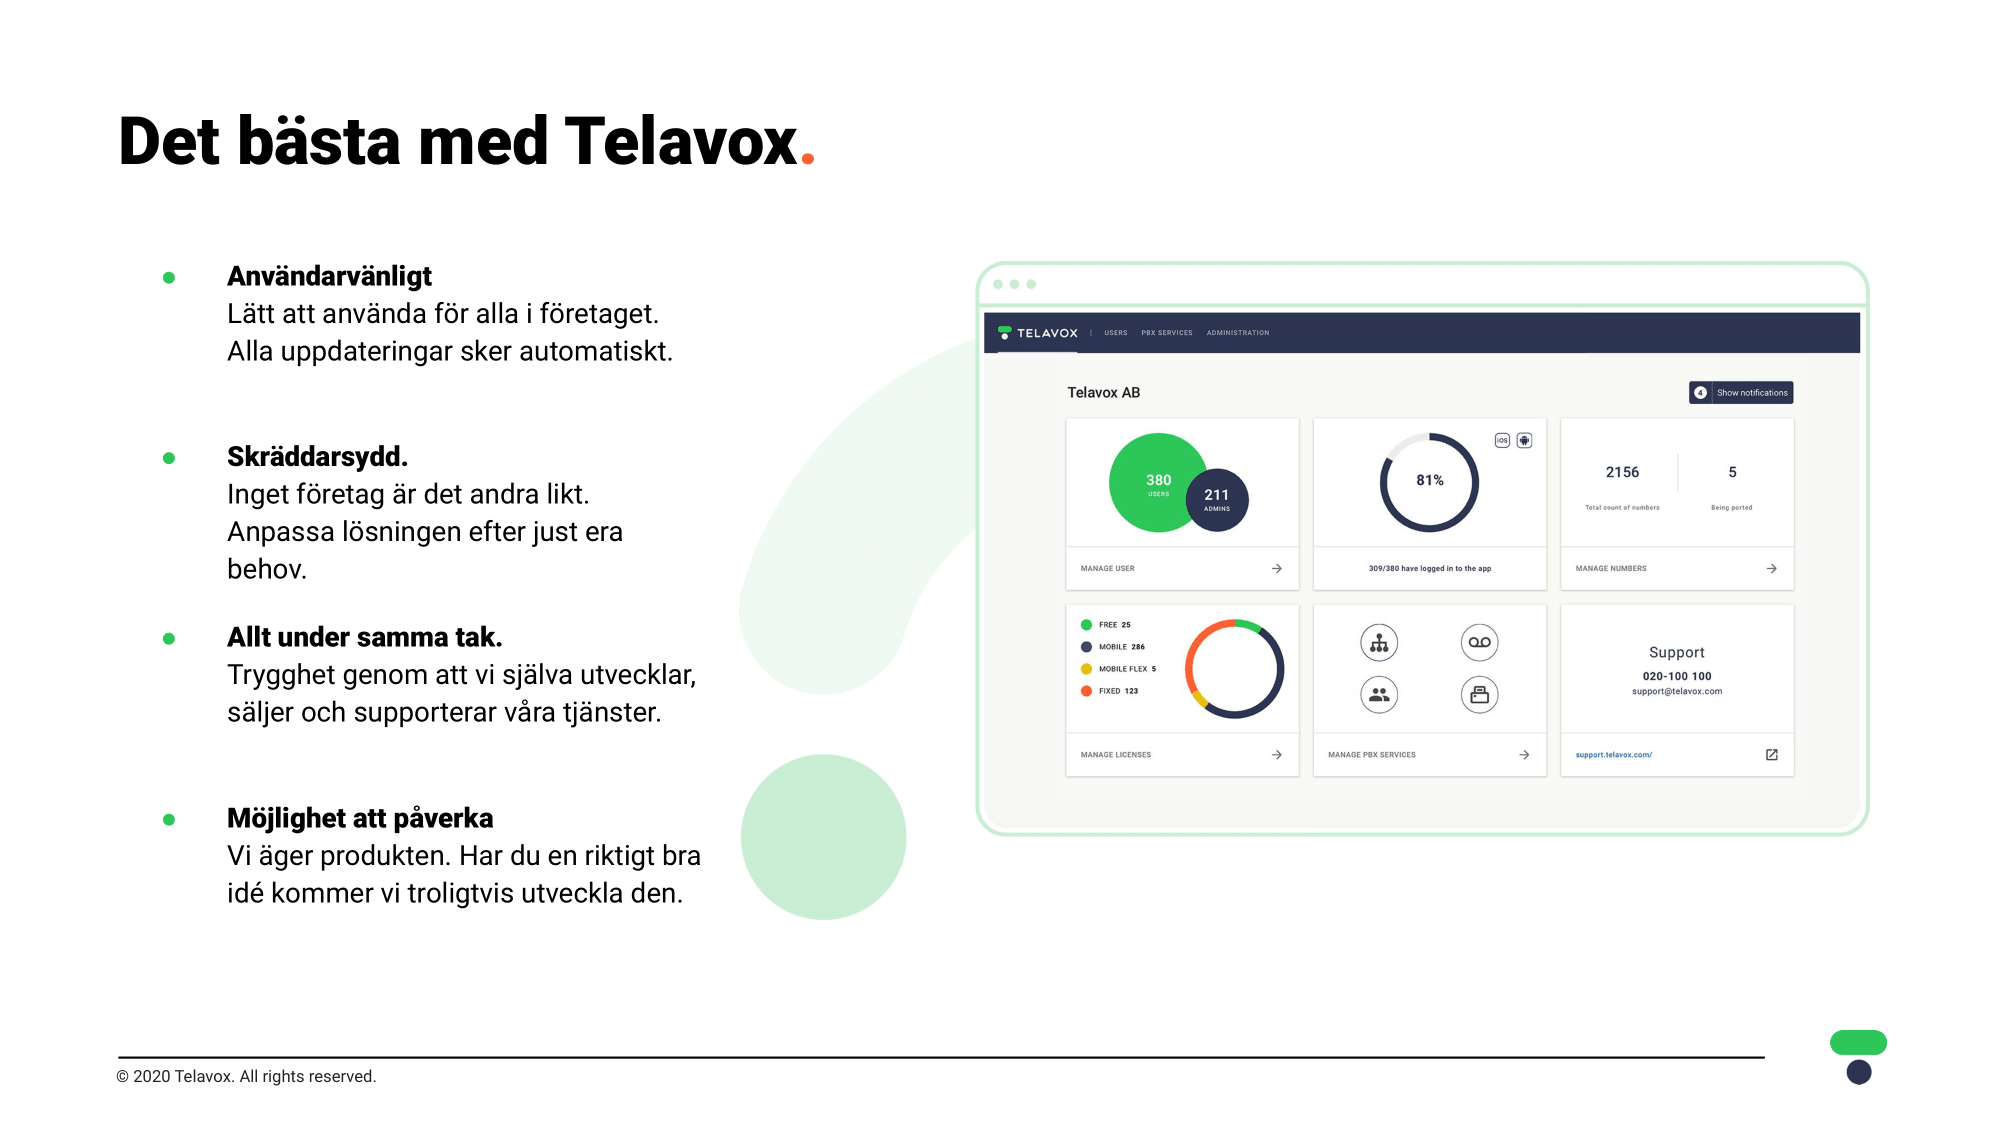 Det bästa med Telavox.
Användarvänligt
Lätt att använda för alla i företaget.
Alla uppdateringar sker automatiskt.
Skräddarsydd.
Inget företag är det andra likt.
Anpassa lösningen efter just era
behov.
Allt under samma tak.
Trygghet genom att vi själva utvecklar,
säljer och supporterar våra tjänster.
Möjlighet att påverka
Vi äger produkten. Har du en riktigt bra
idé kommer vi troligtvis utveckla den.
TELAVOX | USERS PBX SERVICES ADMINISTRATION
Telavox AB
4 Show notifications
380
USERS
211
ADMINS
MANAGE USER
iOS
81%
309/380 have logged in to the app
2156
Total count of numbers
5
Being ported
MANAGE NUMBERS
FREE 25
MOBILE 286
MOBILE FLEX 5
FIXED 123
MANAGE LICENSES
MANAGE PBX SERVICES
Support
020-100 100
support@telavox.com
support.telavox.com/
© 2020 Telavox. All rights reserved.